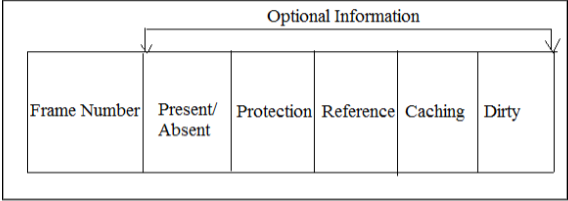 Optional Information
Frame Number
Present/
Absent
Protection
Reference
Caching
Dirty